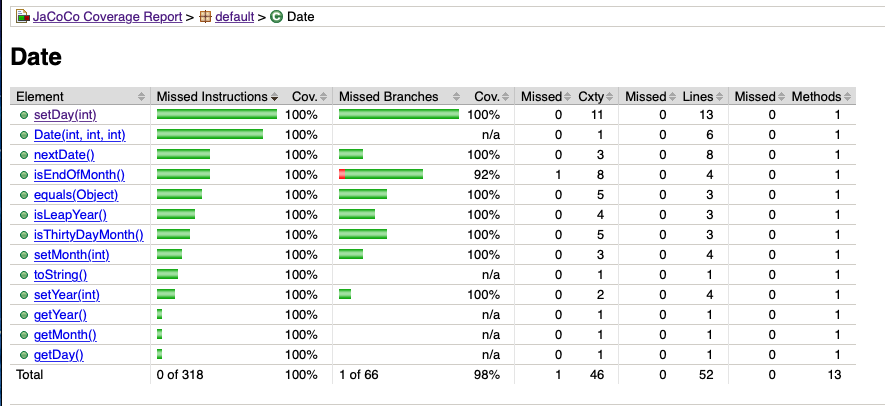 JaCoCo Coverage Report > default > Date
Date
Element Missed Instructions Cov. Missed Branches Cov. Missed Cxty Missed Lines Missed Methods
setDay(int) 100% 100% 0 11 0 13 0 1
Date(int, int, int) 100% n/a 0 1 0 6 0 1
nextDate() 100% 100% 0 3 0 8 0 1
isEndOfMonth() 100% 92% 1 8 0 4 0 1
equals(Object) 100% 100% 0 5 0 3 0 1
isLeapYear() 100% 100% 0 4 0 3 0 1
isThirtyDayMonth() 100% 100% 0 5 0 3 0 1
setMonth(int) 100% 100% 0 3 0 4 0 1
toString() 100% n/a 0 1 0 1 0 1
setYear(int) 100% 100% 0 2 0 4 0 1
getYear() 100% n/a 0 1 0 1 0 1
getMonth() 100% n/a 0 1 0 1 0 1
getDay() 100% n/a 0 1 0 1 0 1
Total 0 of 318 100% 1 of 66 98% 1 46 0 52 0 13